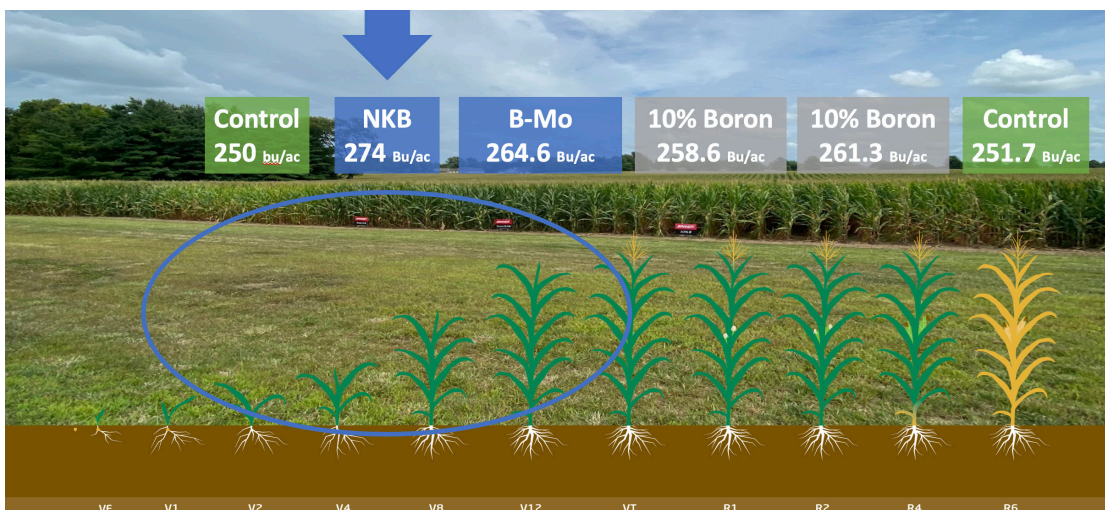 Control
250 bu/ac
NKB
274 Bu/ac
B-Mo
264.6 Bu/ac
10% Boron
258.6 Bu/ac
10% Boron
261.3 Bu/ac
Control
251.7 Bu/ac
VE
V1
V2
V4
V8
V12
VT
R1
R2
R4
R6